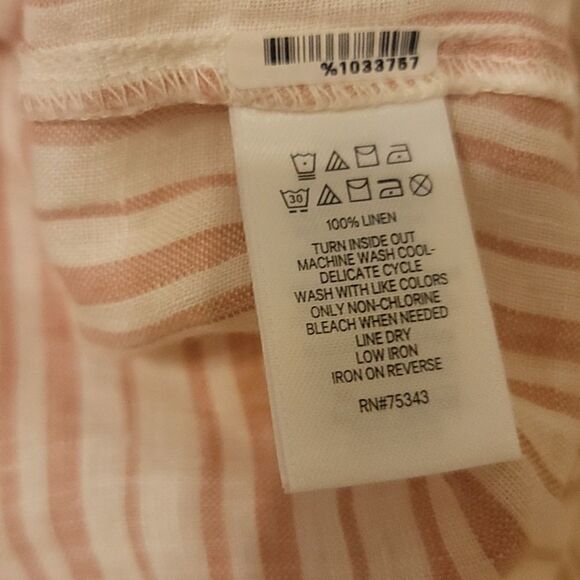 %1033757
30
100% LINEN
TURN INSIDE OUT
MACHINE WASH COOL-
DELICATE CYCLE
WASH WITH LIKE COLORS
ONLY NON-CHLORINE
BLEACH WHEN NEEDED
LINE DRY
LOW IRON
IRON ON REVERSE
RN#75343